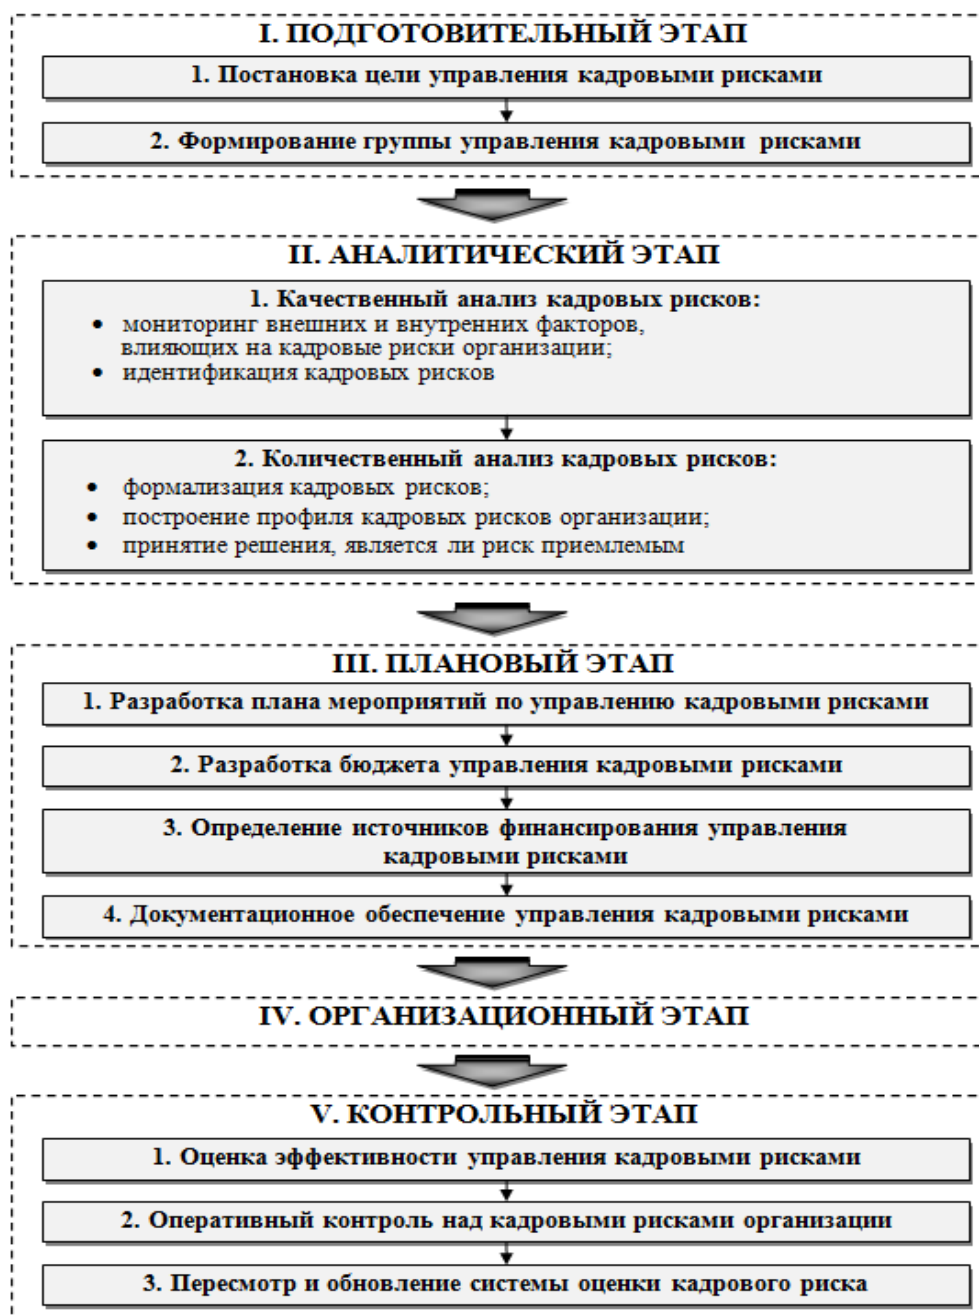 I. ПОДГОТОВИТЕЛЬНЫЙ ЭТАП
1. Постановка цели управления кадровыми рисками
2. Формирование группы управления кадровыми рисками
II. АНАЛИТИЧЕСКИЙ ЭТАП
1. Качественный анализ кадровых рисков:
• мониторинг внешних и внутренних факторов,
влияющих на кадровые риски организации;
• идентификация кадровых рисков
2. Количественный анализ кадровых рисков:
• формализация кадровых рисков;
• построение профиля кадровых рисков организации;
• принятие решения, является ли риск приемлемым
III. ПЛАНОВЫЙ ЭТАП
1. Разработка плана мероприятий по управлению кадровыми рисками
2. Разработка бюджета управления кадровыми рисками
3. Определение источников финансирования управления
кадровыми рисками
4. Документационное обеспечение управления кадровыми рисками
IV. ОРГАНИЗАЦИОННЫЙ ЭТАП
V. КОНТРОЛЬНЫЙ ЭТАП
1. Оценка эффективности управления кадровыми рисками
2. Оперативный контроль над кадровыми рисками организации
3. Пересмотр и обновление системы оценки кадрового риска